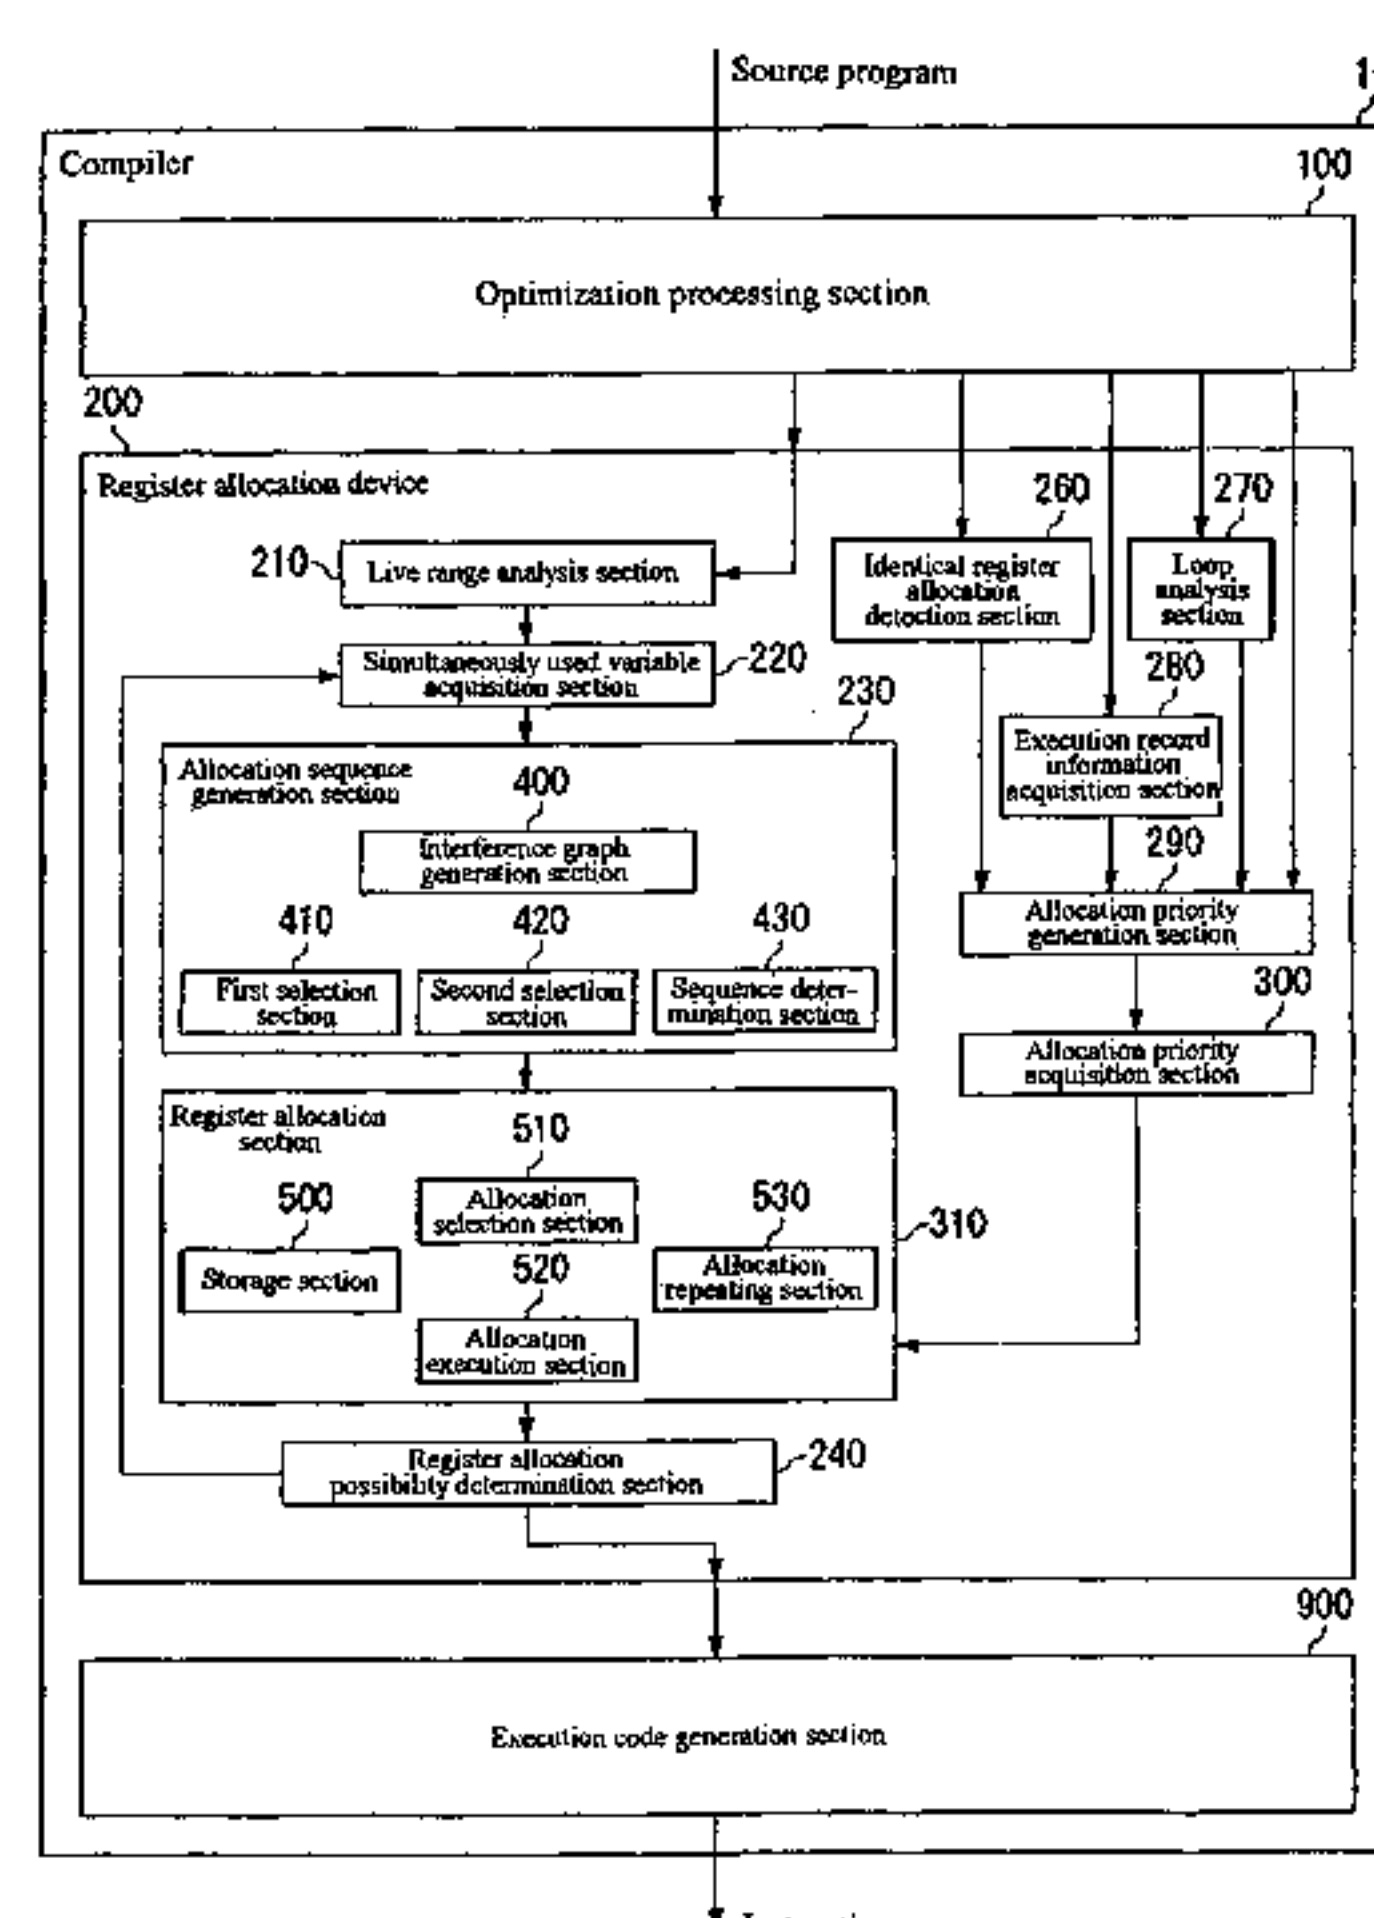 Source program
1
Compiler
100
Optimization processing section
200
Register allocation device
260
270
210
Live range analysis section
Identical register
allocation
detection section
Loop
analysis
section
Simultaneously used variable
acquisition section
220
280
230
Execution record
information
acquisition section
Allocation sequence
generation section
400
Interference graph
generation section
290
Allocation priority
generation section
410
420
430
First selection
section
Second selection
section
Sequence deter-
mination section
300
Allocation priority
acquisition section
Register allocation
section
510
Allocation
selection section
500
530
310
Storage section
520
Allocation
repeating section
Allocation
execution section
Register allocation
possibility determination section
240
900
Execution code generation section